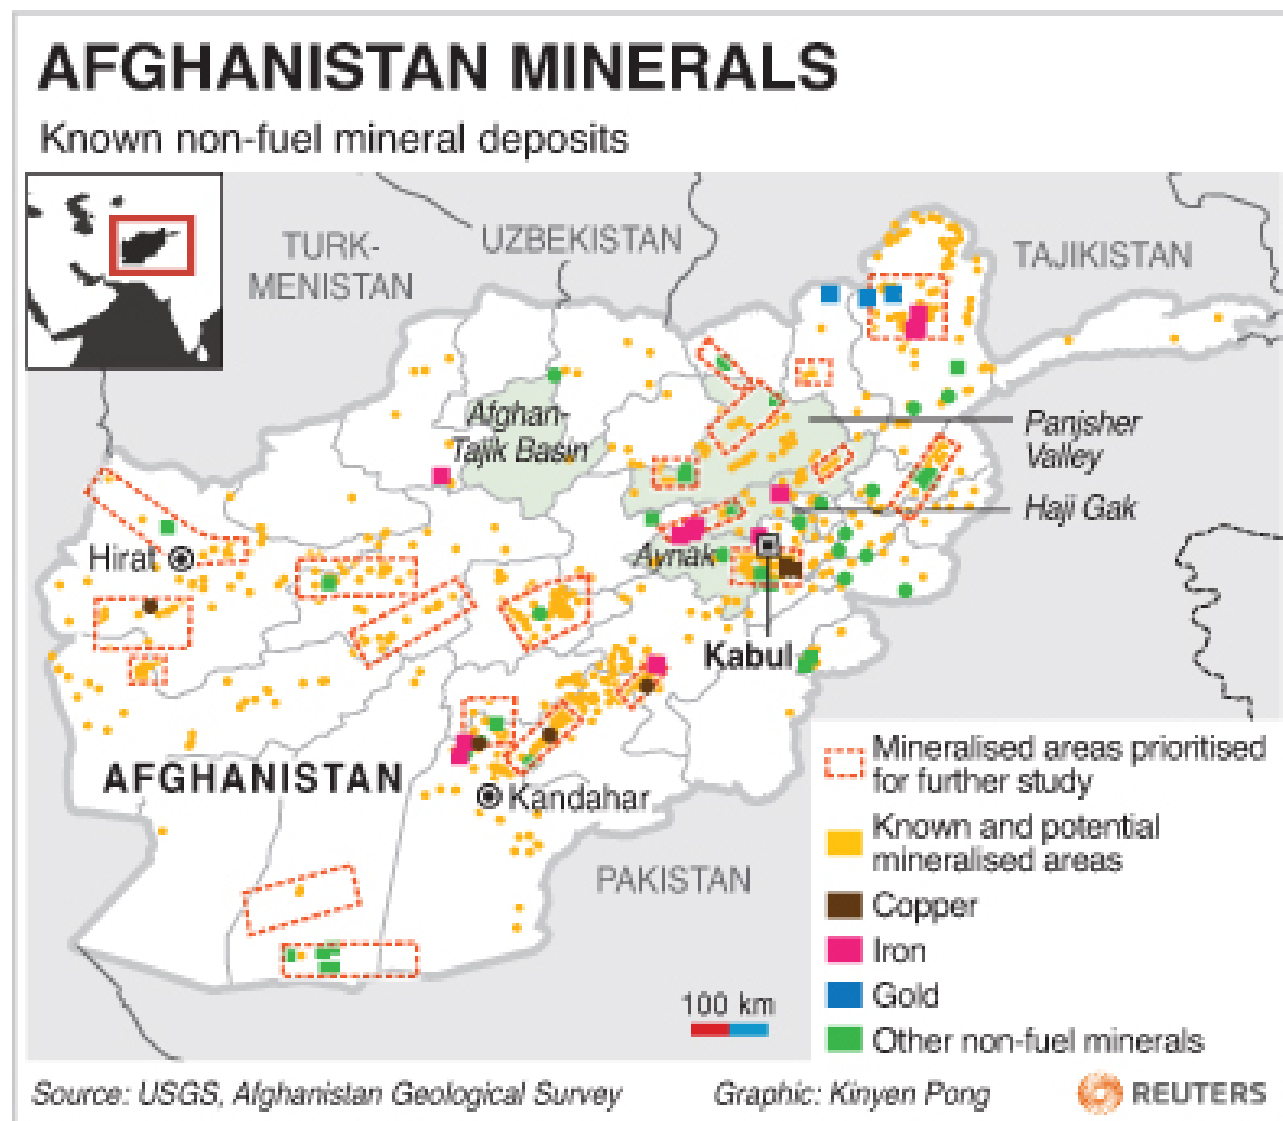 AFGHANISTAN MINERALS
Known non-fuel mineral deposits
TURK-
MENISTAN
UZBEKISTAN
TAJIKISTAN
Afghan-
Tajik Basin
Panjsher
Valley
Haji Gak
Hirat
Aynak
Kabul
AFGHANISTAN
Kandahar
PAKISTAN
100 km
Mineralised areas prioritised
for further study
Known and potential
mineralised areas
Copper
Iron
Gold
Other non-fuel minerals
Source: USGS, Afghanistan Geological Survey
Graphic: Kinyen Pong
REUTERS